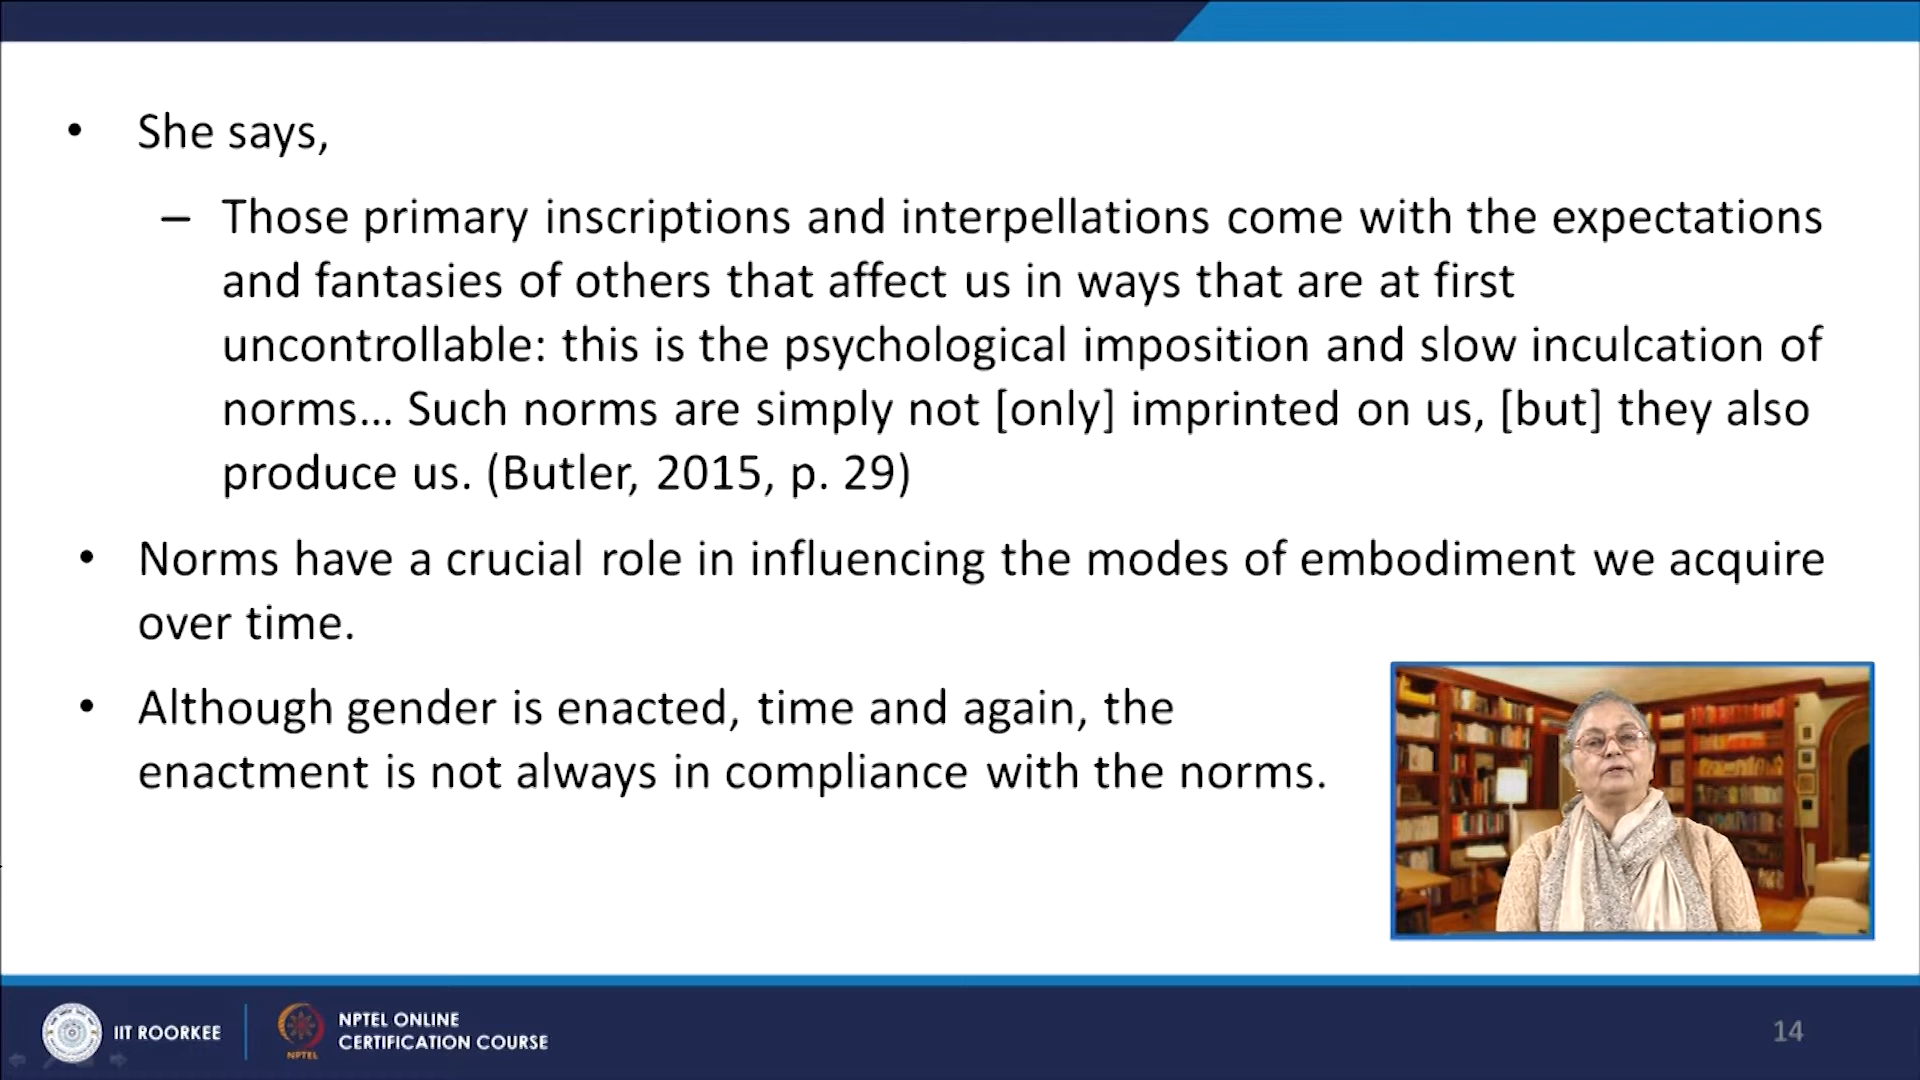 • She says,
– Those primary inscriptions and interpellations come with the expectations
and fantasies of others that affect us in ways that are at first
uncontrollable: this is the psychological imposition and slow inculcation of
norms... Such norms are simply not [only] imprinted on us, [but] they also
produce us. (Butler, 2015, p. 29)
• Norms have a crucial role in influencing the modes of embodiment we acquire
over time.
• Although gender is enacted, time and again, the
enactment is not always in compliance with the norms.
IIT ROORKEE
NPTEL
NPTEL ONLINE
CERTIFICATION COURSE
14